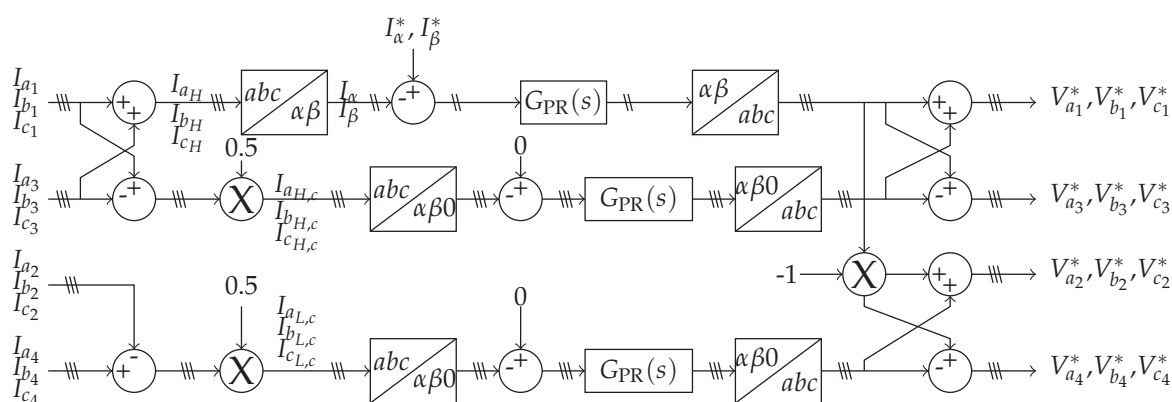 I*α, I*β
Ia1
Ib1
Ic1
+
+
IaH
IbH
IcH
abc
αβ
Iα
Iβ
-
+
GPR(s)
αβ
abc
+
+
V*a1, V*b1, V*c1
0.5
0
Ia3
Ib3
Ic3
-
+
X
IaH,c
IbH,c
IcH,c
abc
αβ0
-
+
GPR(s)
αβ0
abc
-
+
V*a3, V*b3, V*c3
Ia2
Ib2
Ic2
-1
X
+
+
V*a2, V*b2, V*c2
0.5
0
Ia4
Ib4
Ic4
-
+
X
IaL,c
IbL,c
IcL,c
abc
αβ0
-
+
GPR(s)
αβ0
abc
-
+
V*a4, V*b4, V*c4